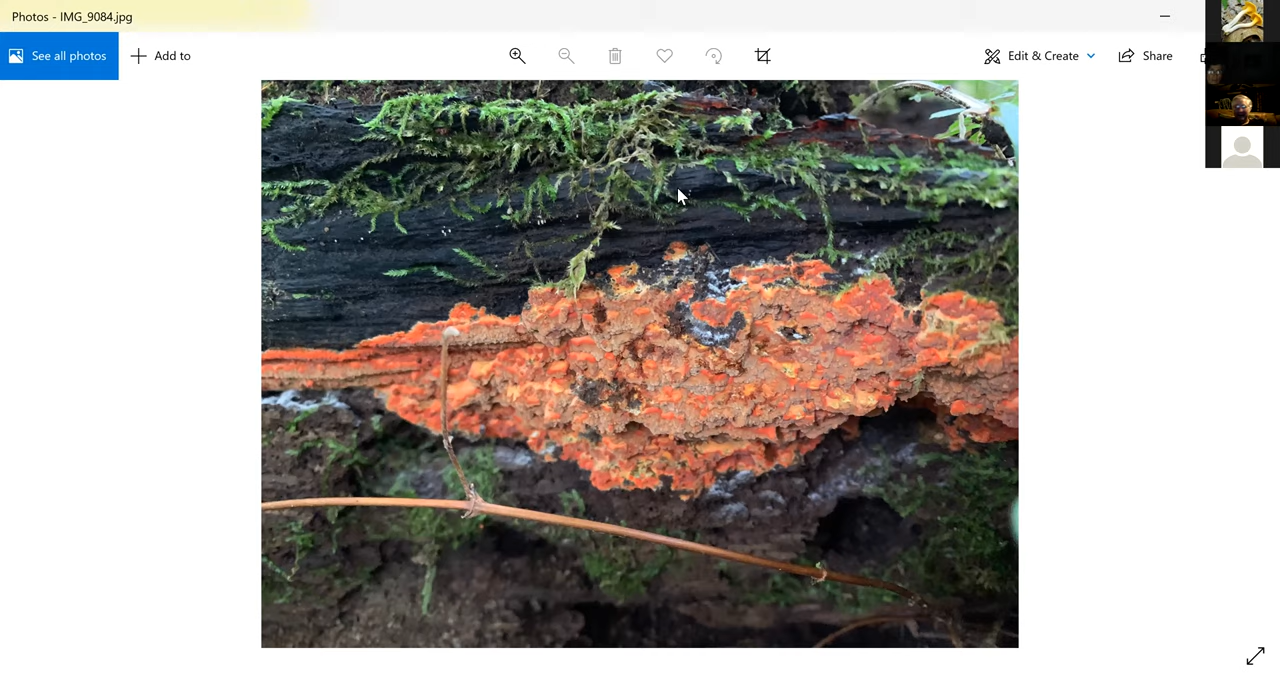 Photos - IMG_9084.jpg
See all photos
Add to
Edit & Create
Share